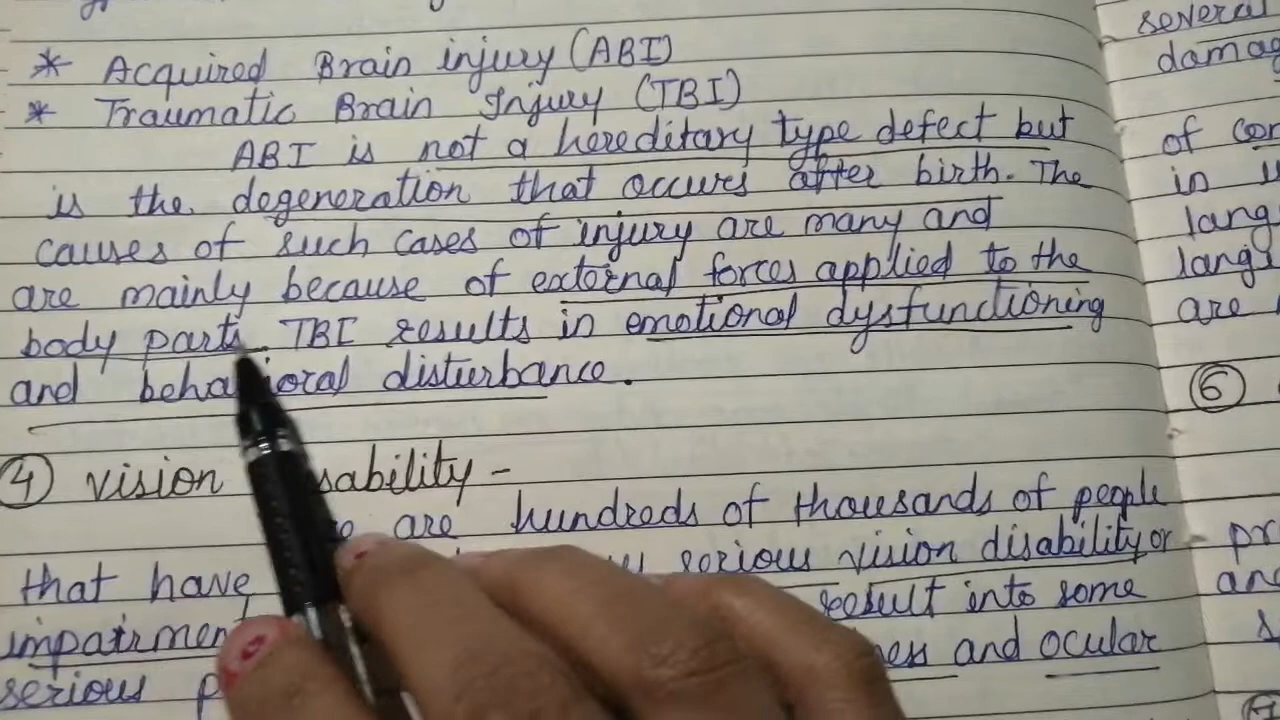 * Acquired Brain injury (ABI)
* Traumatic Brain Injury (TBI)
ABI is not a hereditary type defect but
is the degeneration that occurs after birth. The
causes of such cases of injury are many and
are mainly because of external forces applied to the
body parts. TBI results in emotional dysfunctioning
and behavioral disturbance.
④ vision sability -
are hundreds of thousands of people
that have serious vision disability or
impairment result into some
and ocular
serious
several
damag
of con
in
lang
lang
are
⑥
pr
and